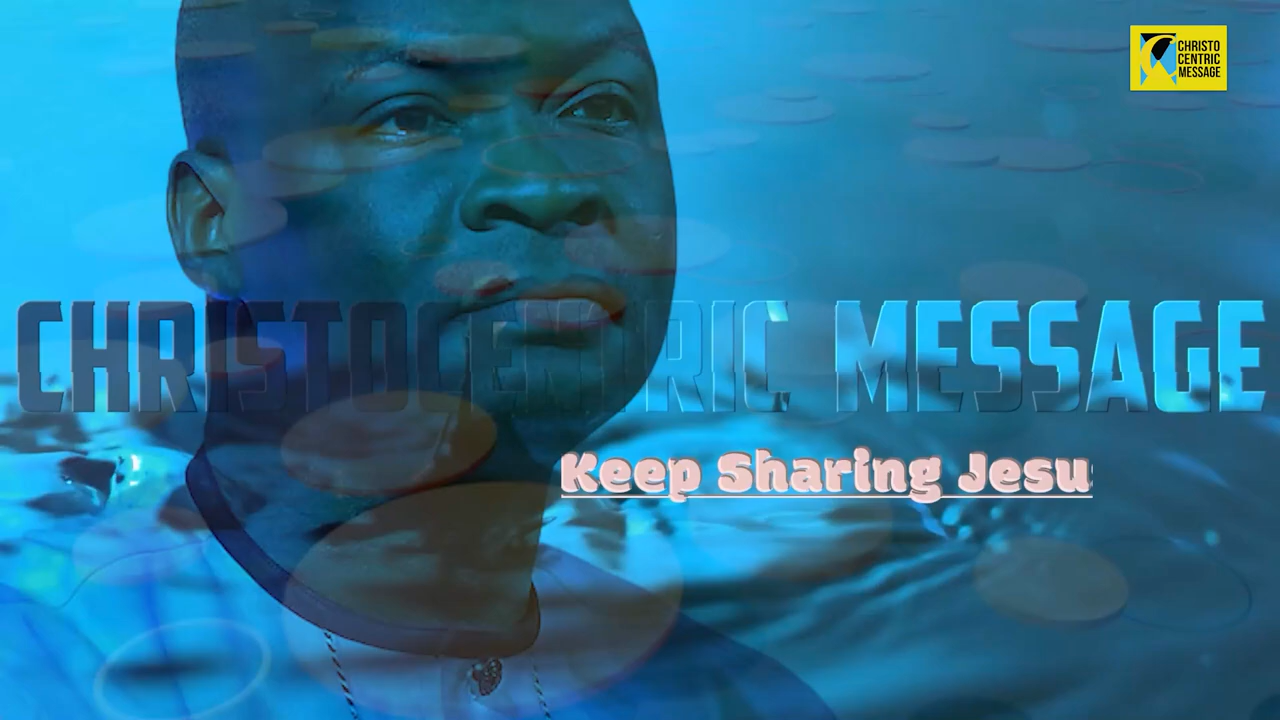 CHRISTO
CENTRIC
MESSAGE
CHRISTOCENTRIC MESSAGE
Keep Sharing Jesu